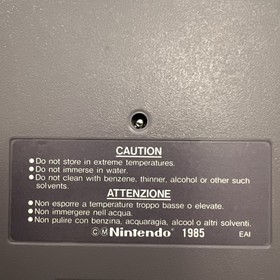 CAUTION
●Do not store in extreme temperatures.
●Do not immerse in water.
●Do not clean with benzene, thinner, alcohol or other such
solvents.
ATTENZIONE
●Non esporre a temperature troppo basse o elevate.
●Non immergere nell'acqua.
●Non pulire con benzina, acquaragia, alcool o altri solventi.
©ⓂNintendo® 1985 EAI